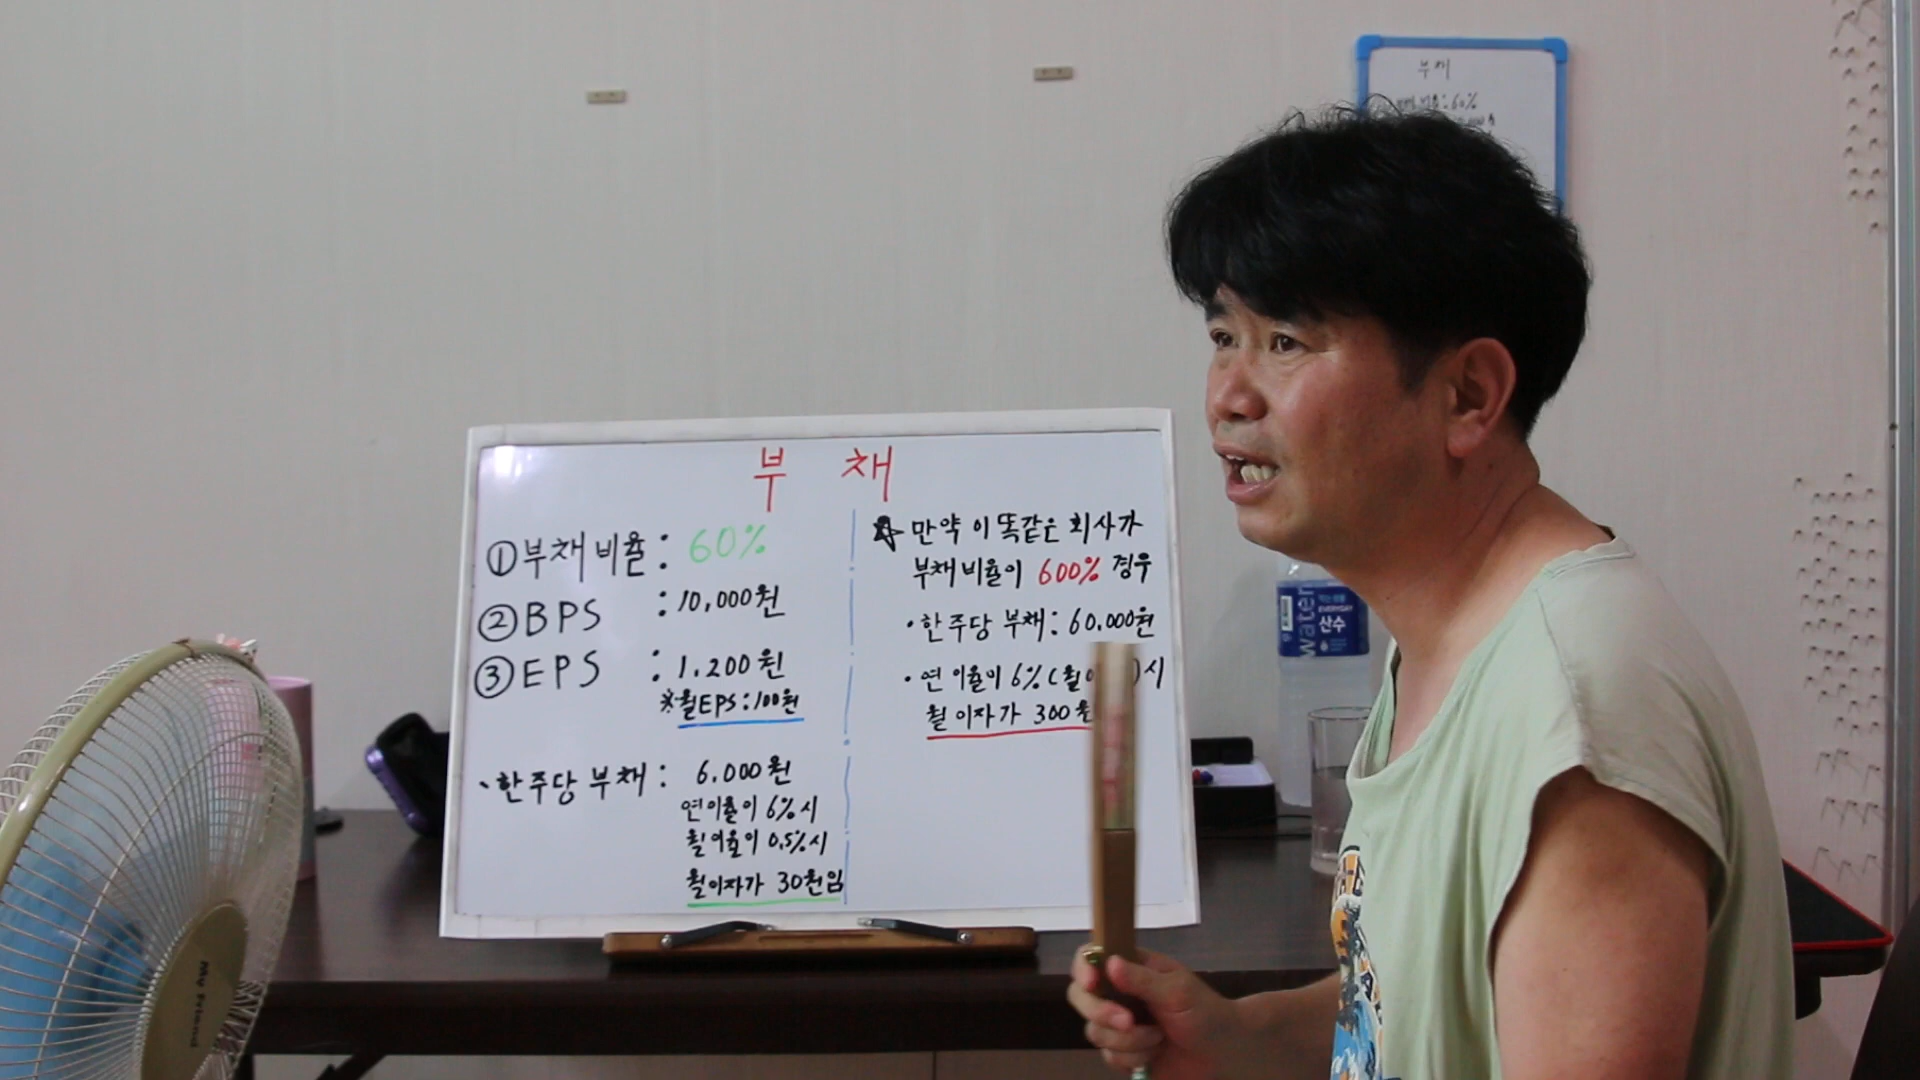 부채
부 채
①부채비율: 60%
②BPS : 10,000원
③EPS : 1.200원
※월EPS:100원
·한주당 부채: 6.000원
연이율이 6%시
월이율이 0.5%시
월이자가 30원임
만약 이 똑같은 회사가
부채비율이 600% 경우
·한주당 부채: 60.000원
·연 이율이 6%(월 )시
월 이자가 300원
water
산수
My Friend